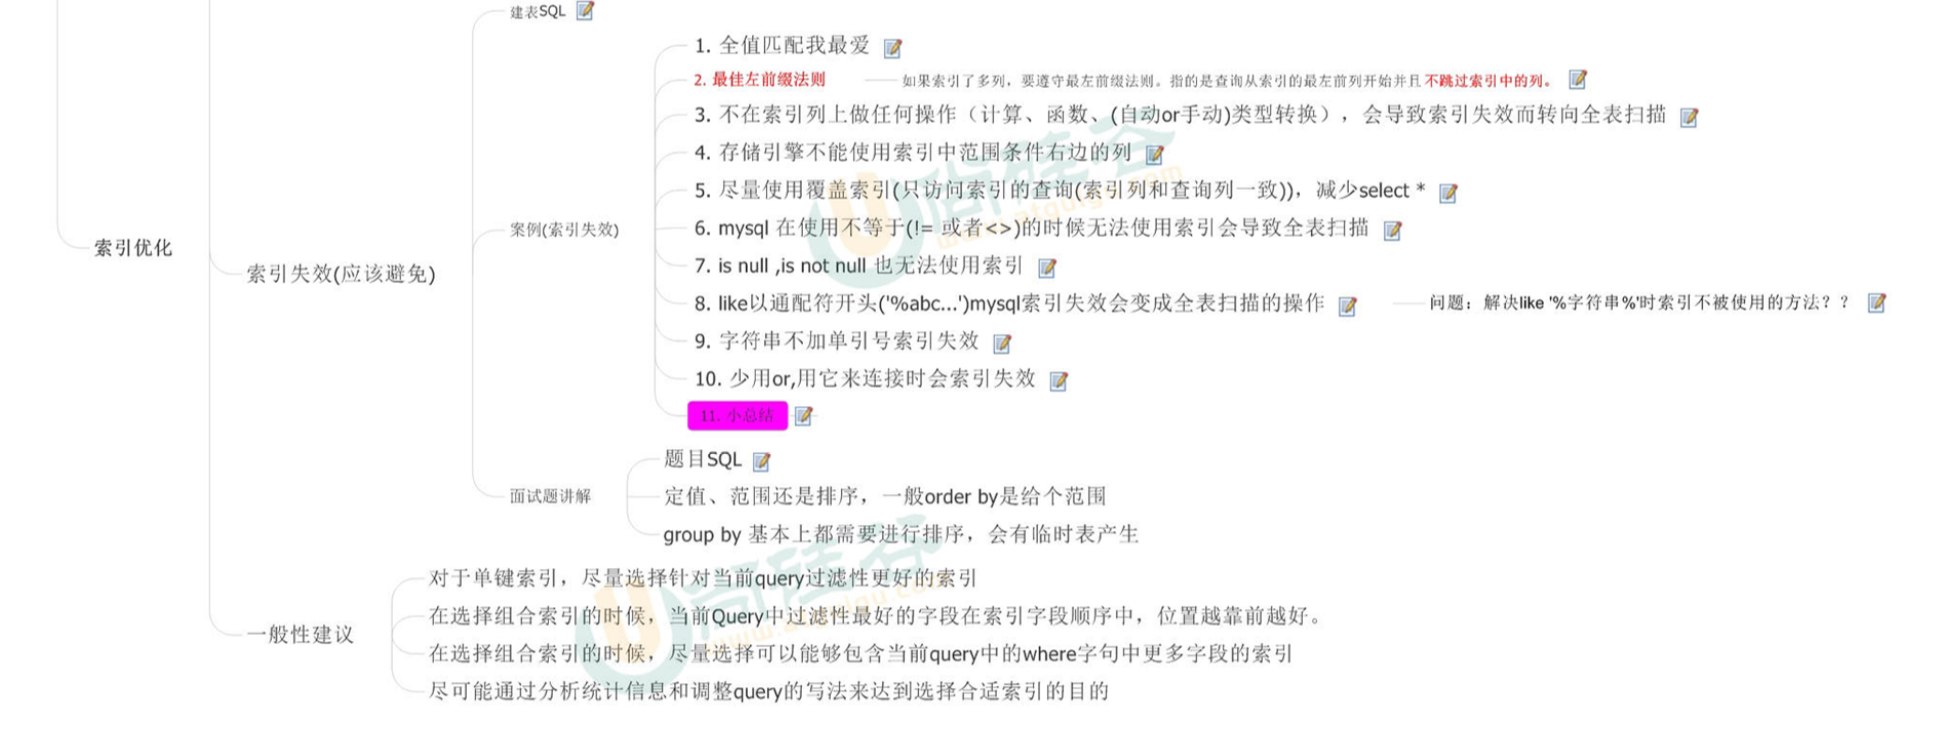 建表SQL
1. 全值匹配我最爱
2. 最佳左前缀法则
如果索引了多列，要遵守最左前缀法则。指的是查询从索引的最左前列开始并且不跳过索引中的列。
3. 不在索引列上做任何操作（计算、函数、(自动or手动)类型转换），会导致索引失效而转向全表扫描
4. 存储引擎不能使用索引中范围条件右边的列
5. 尽量使用覆盖索引(只访问索引的查询(索引列和查询列一致))，减少select *
案例(索引失效)
6. mysql 在使用不等于(!= 或者<>)的时候无法使用索引会导致全表扫描
索引优化
索引失效(应该避免)
7. is null ,is not null 也无法使用索引
8. like以通配符开头('%abc...')mysql索引失效会变成全表扫描的操作
问题：解决like '%字符串%'时索引不被使用的方法？？
9. 字符串不加单引号索引失效
10. 少用or,用它来连接时会索引失效
11. 小总结
题目SQL
面试题讲解
定值、范围还是排序，一般order by是给个范围
group by 基本上都需要进行排序，会有临时表产生
对于单键索引，尽量选择针对当前query过滤性更好的索引
在选择组合索引的时候，当前Query中过滤性最好的字段在索引字段顺序中，位置越靠前越好。
一般性建议
在选择组合索引的时候，尽量选择可以能够包含当前query中的where字句中更多字段的索引
尽可能通过分析统计信息和调整query的写法来达到选择合适索引的目的
尚硅谷
尚硅谷